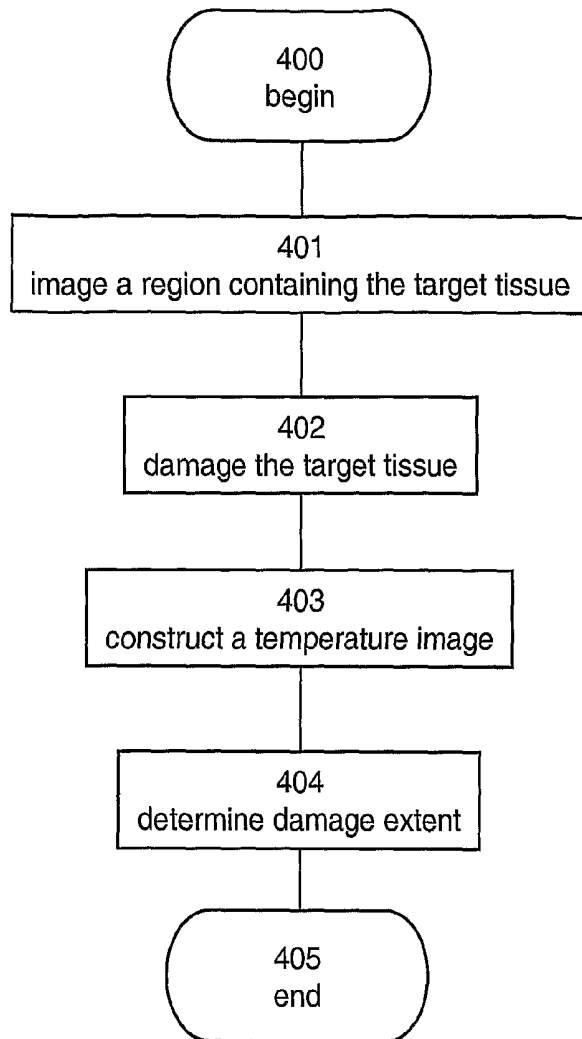 400
begin
401
image a region containing the target tissue
402
damage the target tissue
403
construct a temperature image
404
determine damage extent
405
end